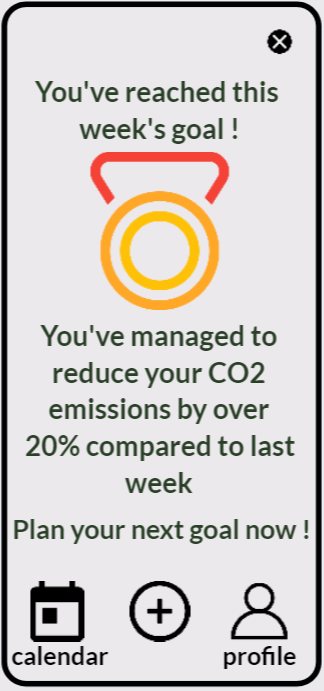 You've reached this
week's goal !
You've managed to
reduce your CO2
emissions by over
20% compared to last
week
Plan your next goal now !
calendar
profile